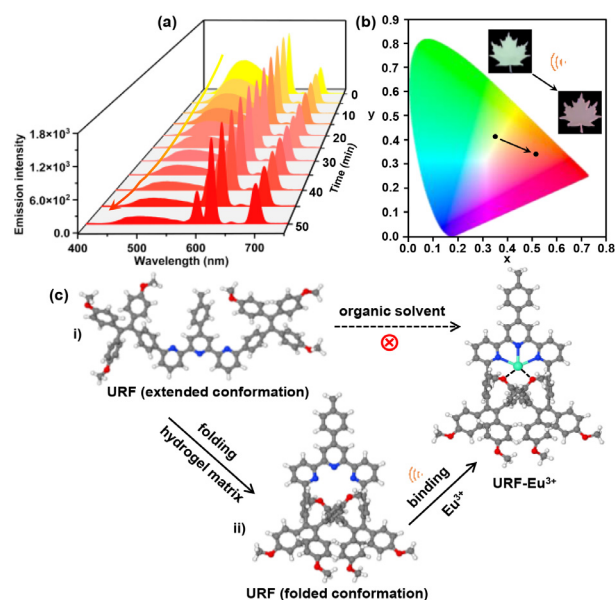 (a)
Emission intensity
1.8×10³
1.2×10³
6.0×10²
0.0
400 500 600 700
Wavelength (nm)
0
10
20
30
40
50
Time (min)
(b)
y
0.9
0.8
0.7
0.6
0.5
0.4
0.3
0.2
0.1
0.0
0.0 0.1 0.2 0.3 0.4 0.5 0.6 0.7 0.8
x
(c)
i)
URF (extended conformation)
organic solvent
folding
hydrogel matrix
ii)
URF (folded conformation)
binding
Eu³⁺
URF-Eu³⁺